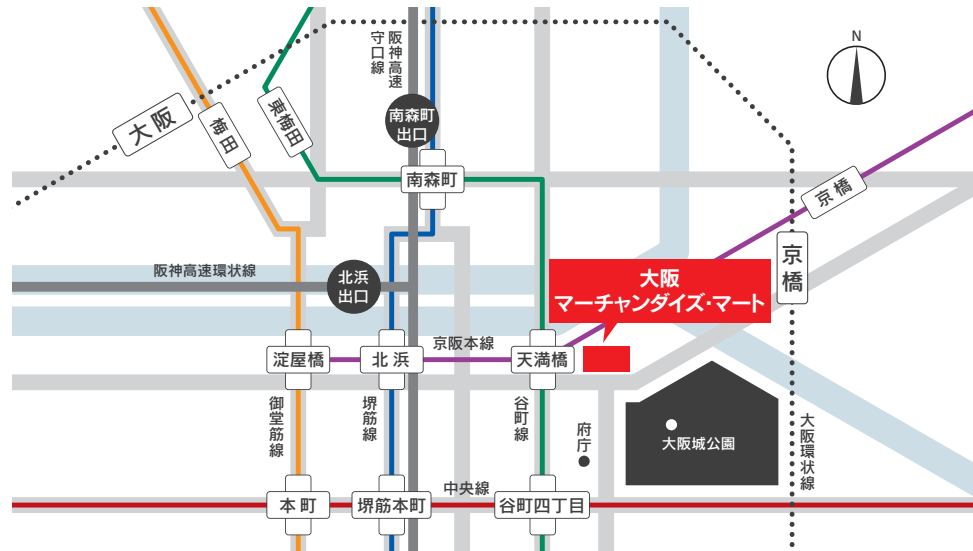 阪神高速
守口線
N
南森町
出口
大阪
梅田
東梅田
南森町
京橋
京橋
阪神高速環状線
北浜
出口
大阪
マーチャンダイズ・マート
京阪本線
淀屋橋
北浜
天満橋
御堂筋線
堺筋線
谷町線
府庁
大阪城公園
大阪環状線
中央線
本町
堺筋本町
谷町四丁目